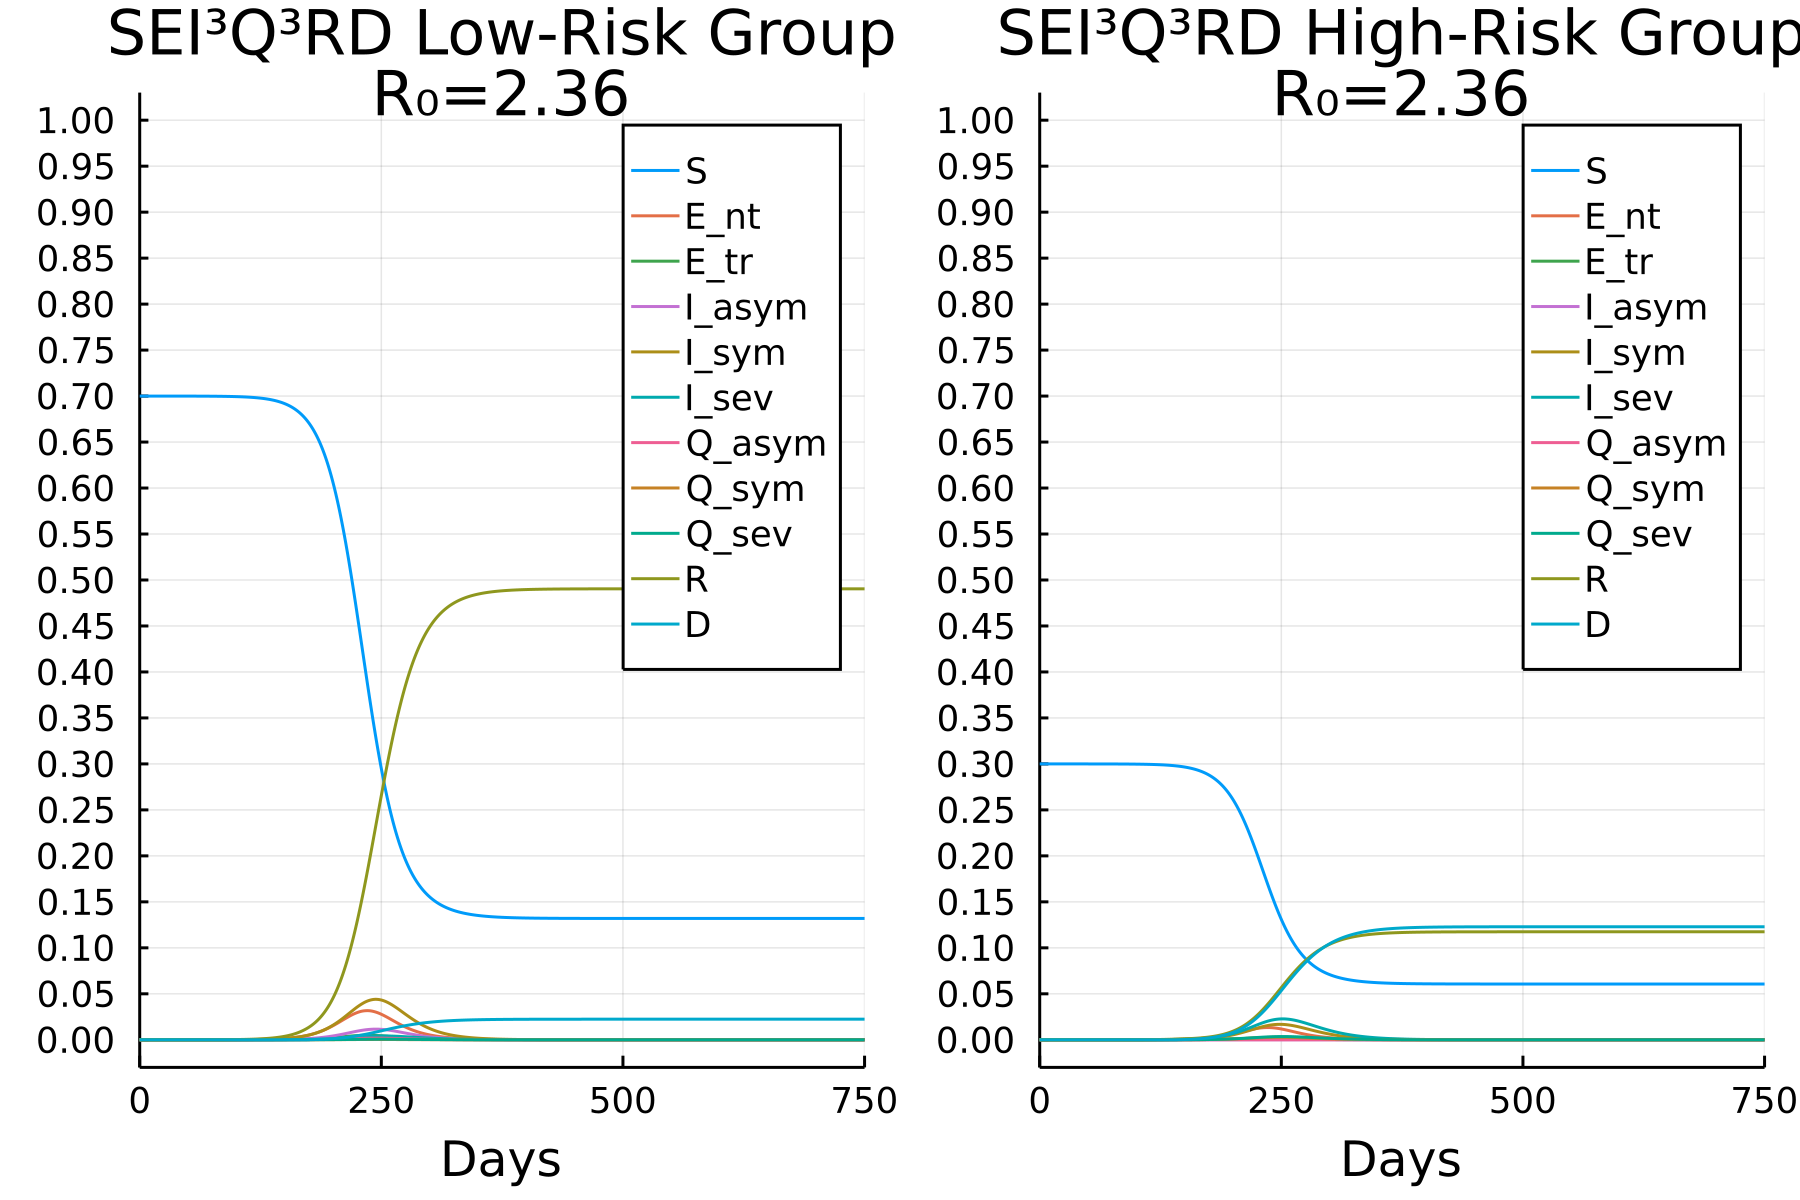 SEI³Q³RD Low-Risk Group
R₀=2.36
1.00
0.95
0.90
0.85
0.80
0.75
0.70
0.65
0.60
0.55
0.50
0.45
0.40
0.35
0.30
0.25
0.20
0.15
0.10
0.05
0.00
S
E_nt
E_tr
I_asym
I_sym
I_sev
Q_asym
Q_sym
Q_sev
R
D
0 250 500 750
Days
SEI³Q³RD High-Risk Group
R₀=2.36
1.00
0.95
0.90
0.85
0.80
0.75
0.70
0.65
0.60
0.55
0.50
0.45
0.40
0.35
0.30
0.25
0.20
0.15
0.10
0.05
0.00
S
E_nt
E_tr
I_asym
I_sym
I_sev
Q_asym
Q_sym
Q_sev
R
D
0 250 500 750
Days